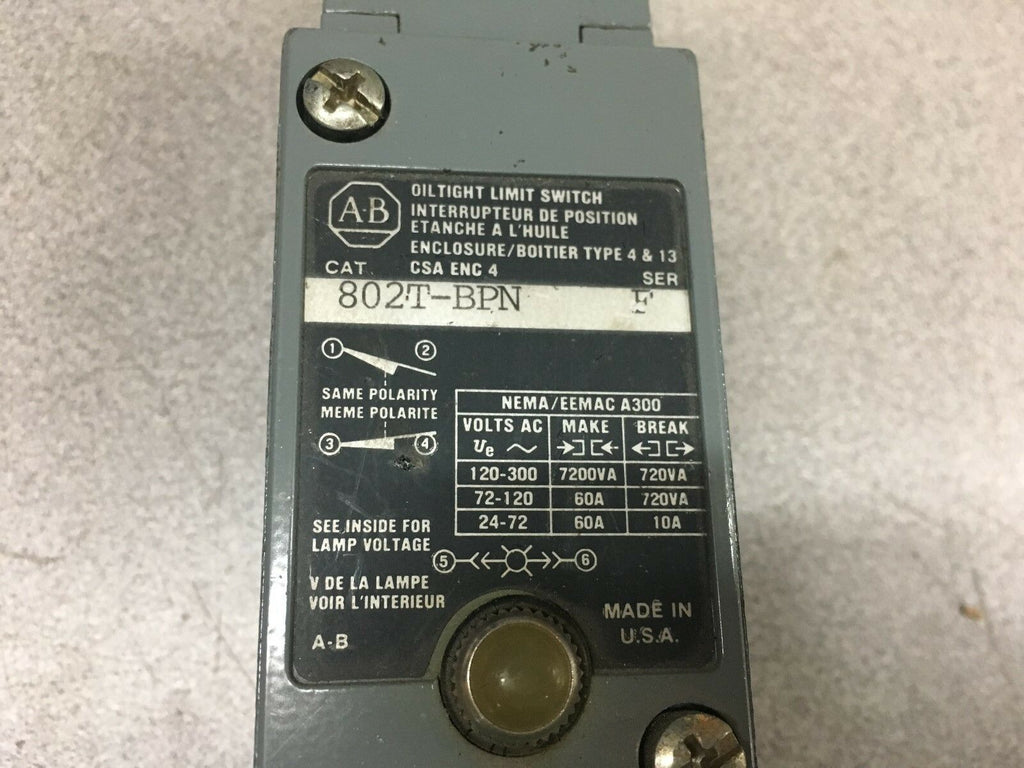 A-B
OILTIGHT LIMIT SWITCH
INTERRUPTEUR DE POSITION
ETANCHE A L'HUILE
ENCLOSURE/BOITIER TYPE 4 & 13
CAT. CSA ENC 4 SER
802T-BPN F
1 2
SAME POLARITY
MEME POLARITE
3 4
NEMA/EEMAC A300
VOLTS AC MAKE BREAK
Ue ~
120-300 7200VA 720VA
72-120 60A 720VA
24-72 60A 10A
SEE INSIDE FOR
LAMP VOLTAGE
5 6
V DE LA LAMPE
VOIR L'INTERIEUR
A-B
MADE IN
U.S.A.